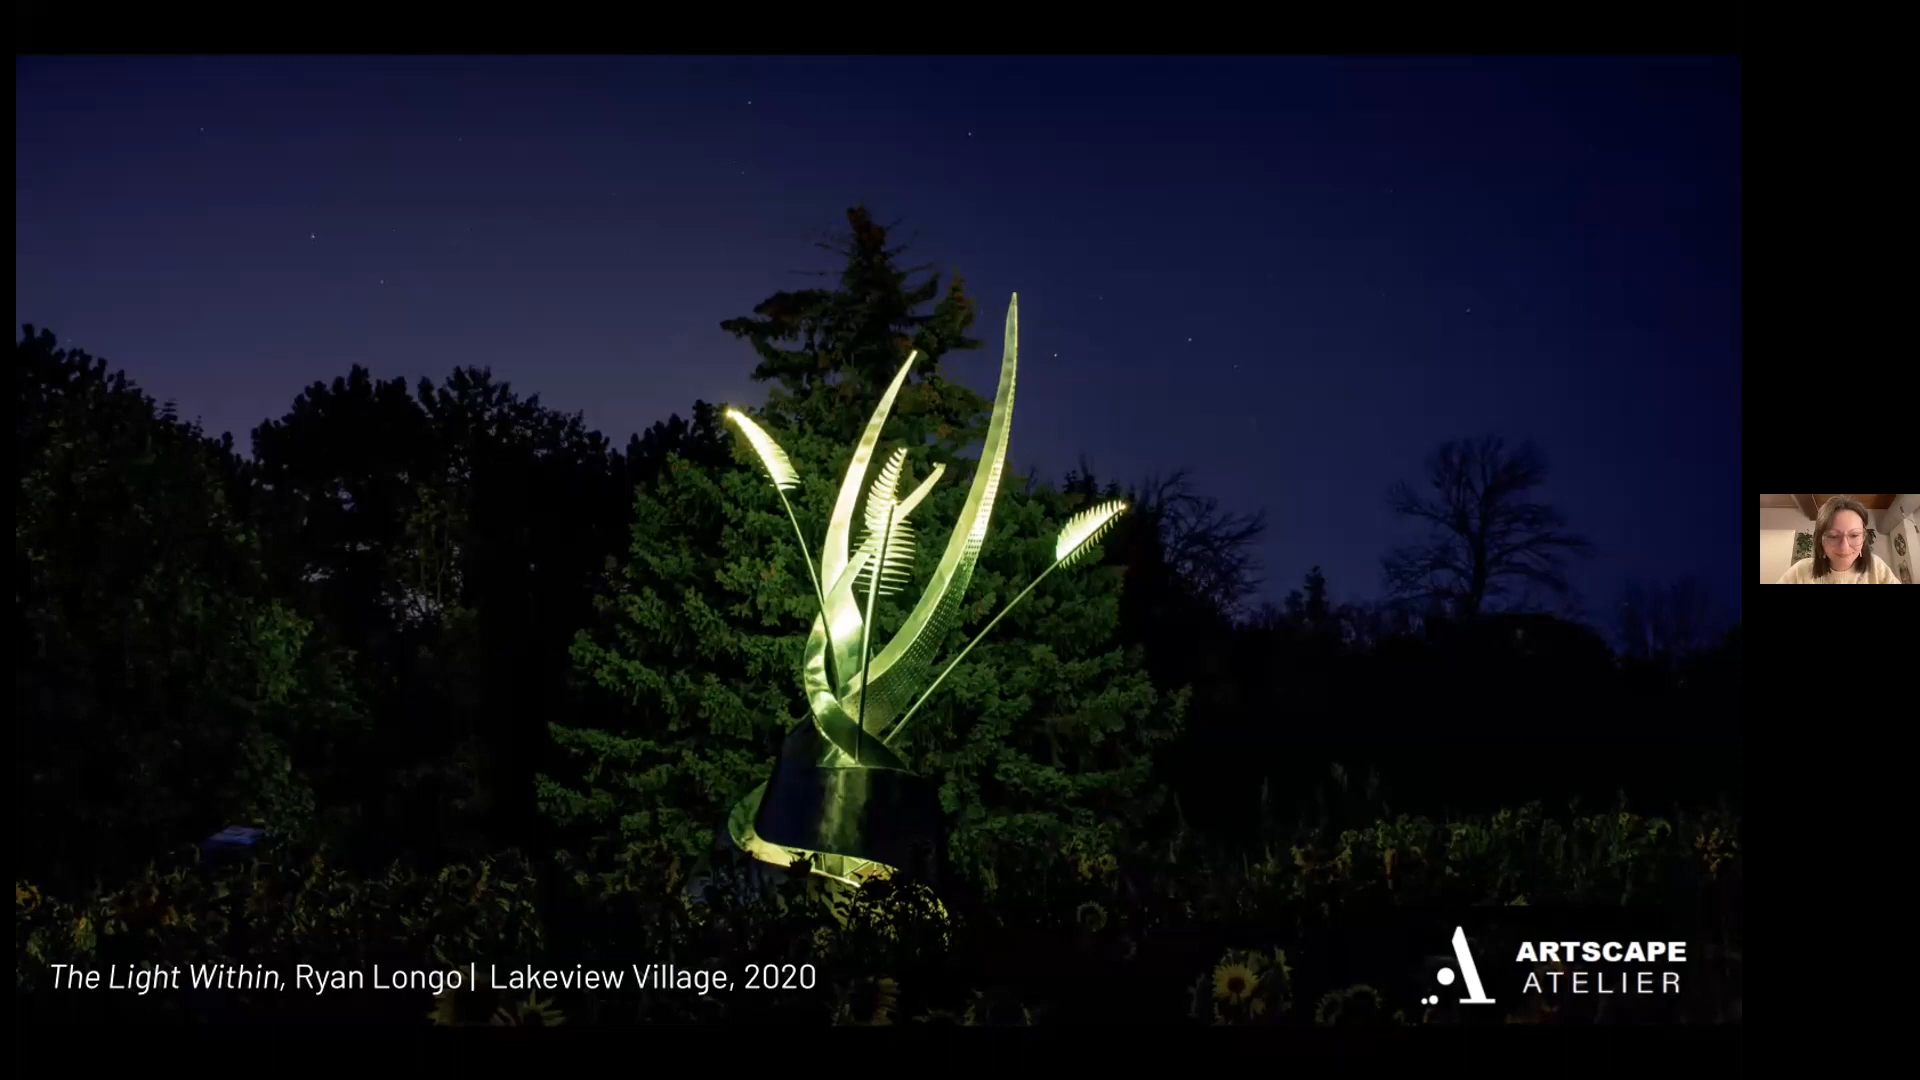 The Light Within, Ryan Longo | Lakeview Village, 2020
ARTSCAPE
ATELIER